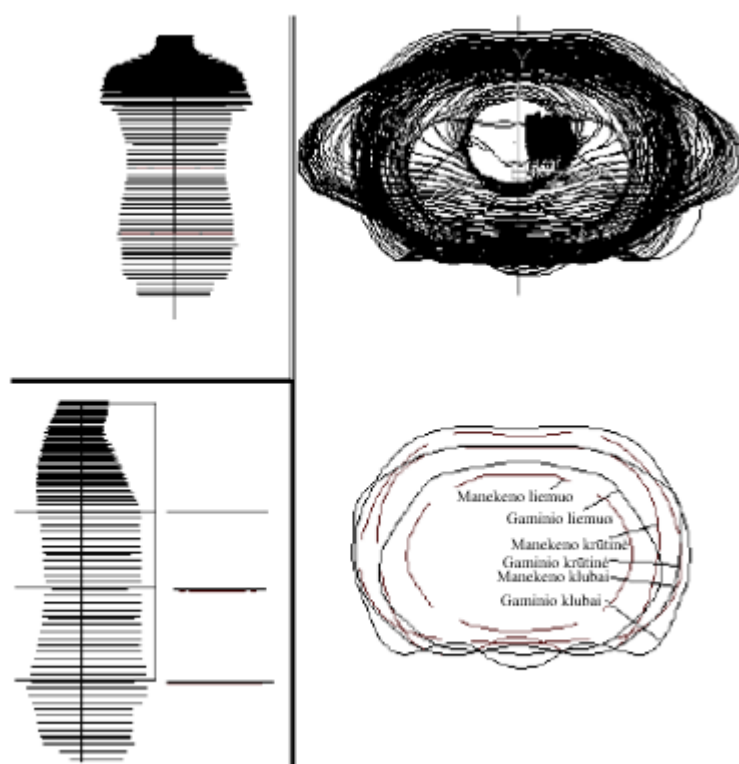 Y
Manekeno liemuo
Gaminio liemuo
Manekeno krūtinė
Gaminio krūtinė
Manekeno klubai
Gaminio klubai